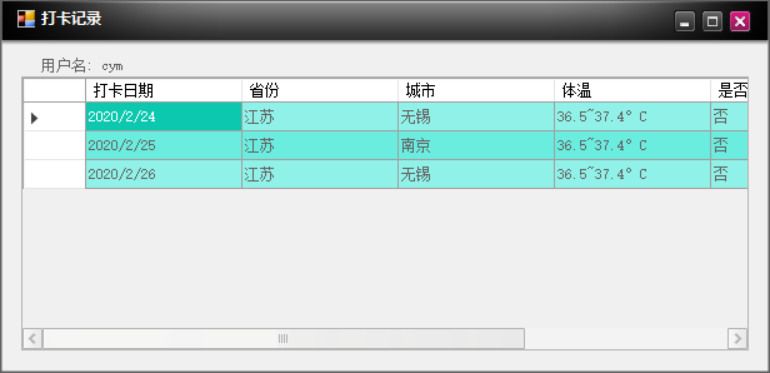 打卡记录
用户名: cym
打卡日期 省份 城市 体温 是否
2020/2/24 江苏 无锡 36.5~37.4° C 否
2020/2/25 江苏 南京 36.5~37.4° C 否
2020/2/26 江苏 无锡 36.5~37.4° C 否